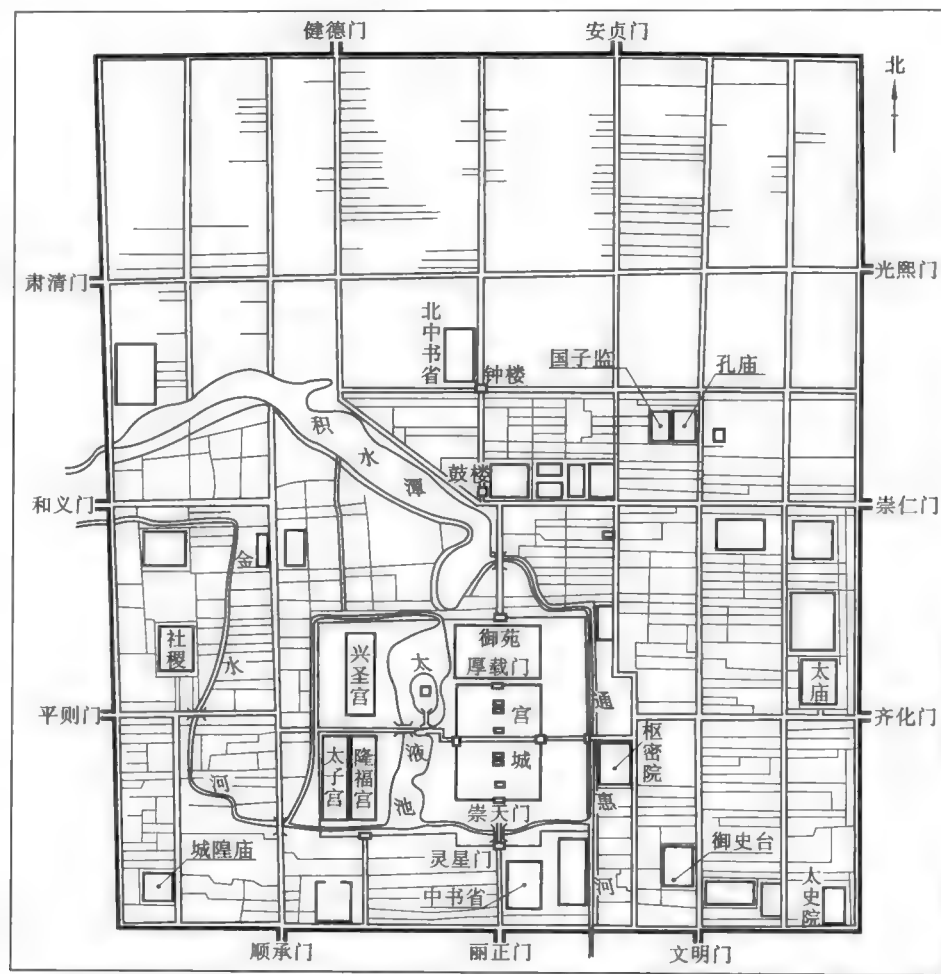 健德门
安贞门
北
肃清门
光熙门
北中书省
钟楼
国子监
孔庙
积水潭
鼓楼
和义门
崇仁门
金水河
社稷
兴圣宫
太液池
御苑
厚载门
宫城
通惠河
太庙
平则门
齐化门
枢密院
太子宫
隆福宫
崇天门
城隍庙
灵星门
御史台
中书省
太史院
顺承门
丽正门
文明门